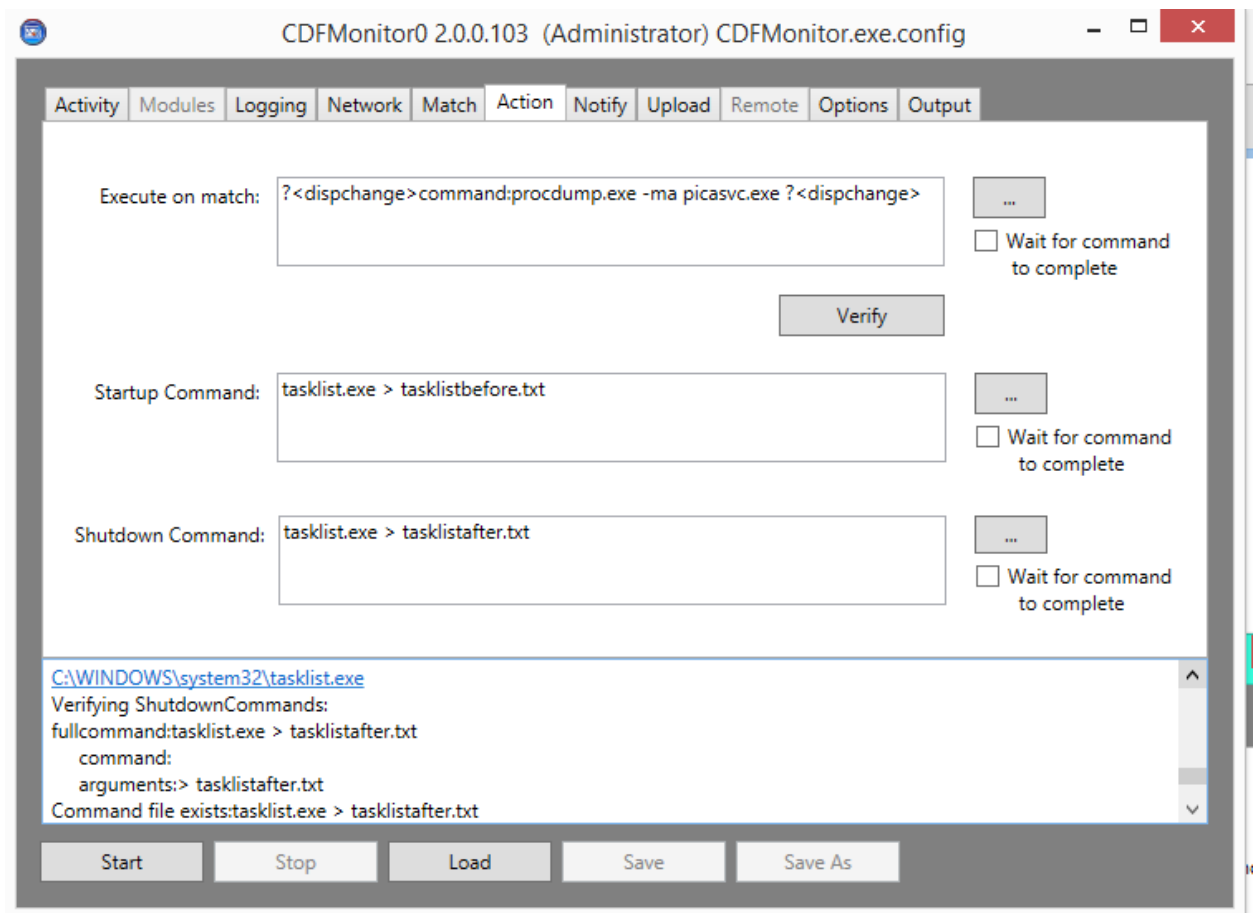 CDFMonitor0 2.0.0.103 (Administrator) CDFMonitor.exe.config
Activity Modules Logging Network Match Action Notify Upload Remote Options Output
Execute on match: ?<dispchange>command:procdump.exe -ma picasvc.exe ?<dispchange> ...
Wait for command
to complete
Verify
Startup Command: tasklist.exe > tasklistbefore.txt ...
Wait for command
to complete
Shutdown Command: tasklist.exe > tasklistafter.txt ...
Wait for command
to complete
C:\WINDOWS\system32\tasklist.exe
Verifying ShutdownCommands:
fullcommand:tasklist.exe > tasklistafter.txt
command:
arguments:> tasklistafter.txt
Command file exists:tasklist.exe > tasklistafter.txt
Start Stop Load Save Save As